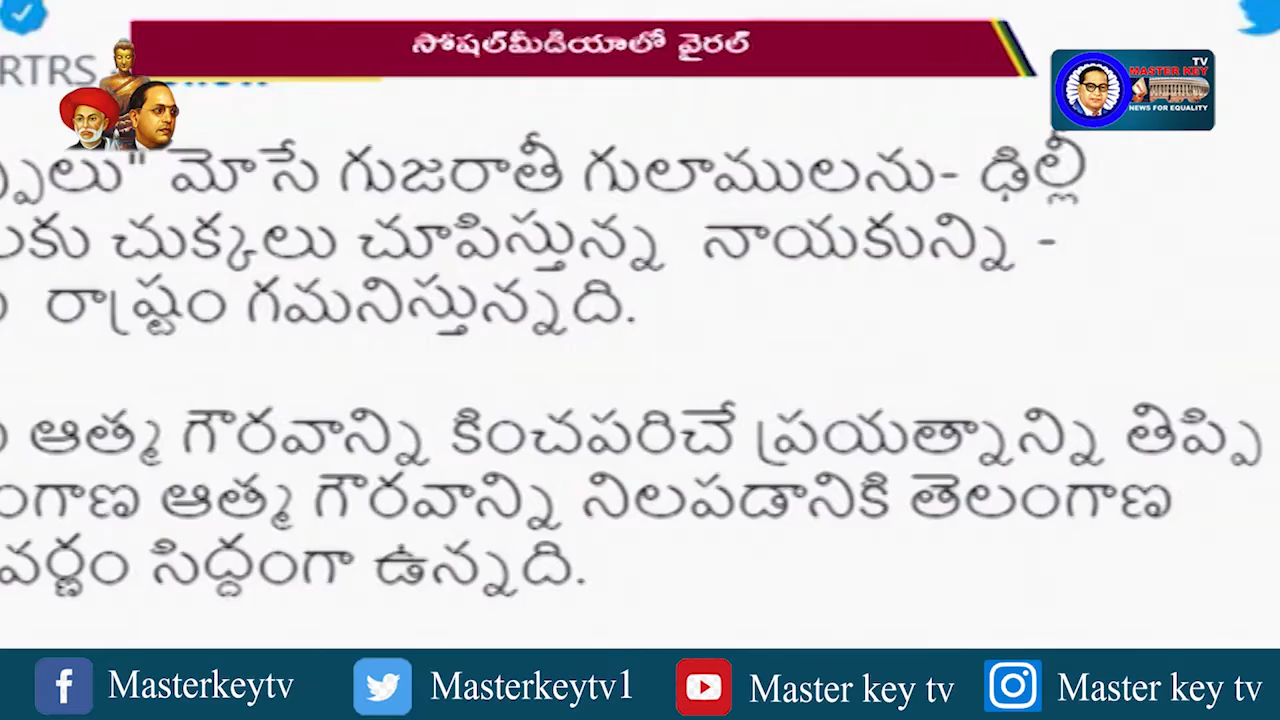 సోషల్‌మీడియాలో వైరల్
RTRS
TV
MASTER KEY
NEWS FOR EQUALITY
ప్పులు" మోసే గుజరాతీ గులాములను- ఢిల్లీ
లకు చుక్కలు చూపిస్తున్న నాయకున్ని -
రాష్ట్రం గమనిస్తున్నది.
ఆత్మ గౌరవాన్ని కించపరిచే ప్రయత్నాన్ని తిప్పి
ంగాణ ఆత్మ గౌరవాన్ని నిలపడానికి తెలంగాణ
వర్ణం సిద్ధంగా ఉన్నది.
Masterkeytv
Masterkeytv1
Master key tv
Master key tv